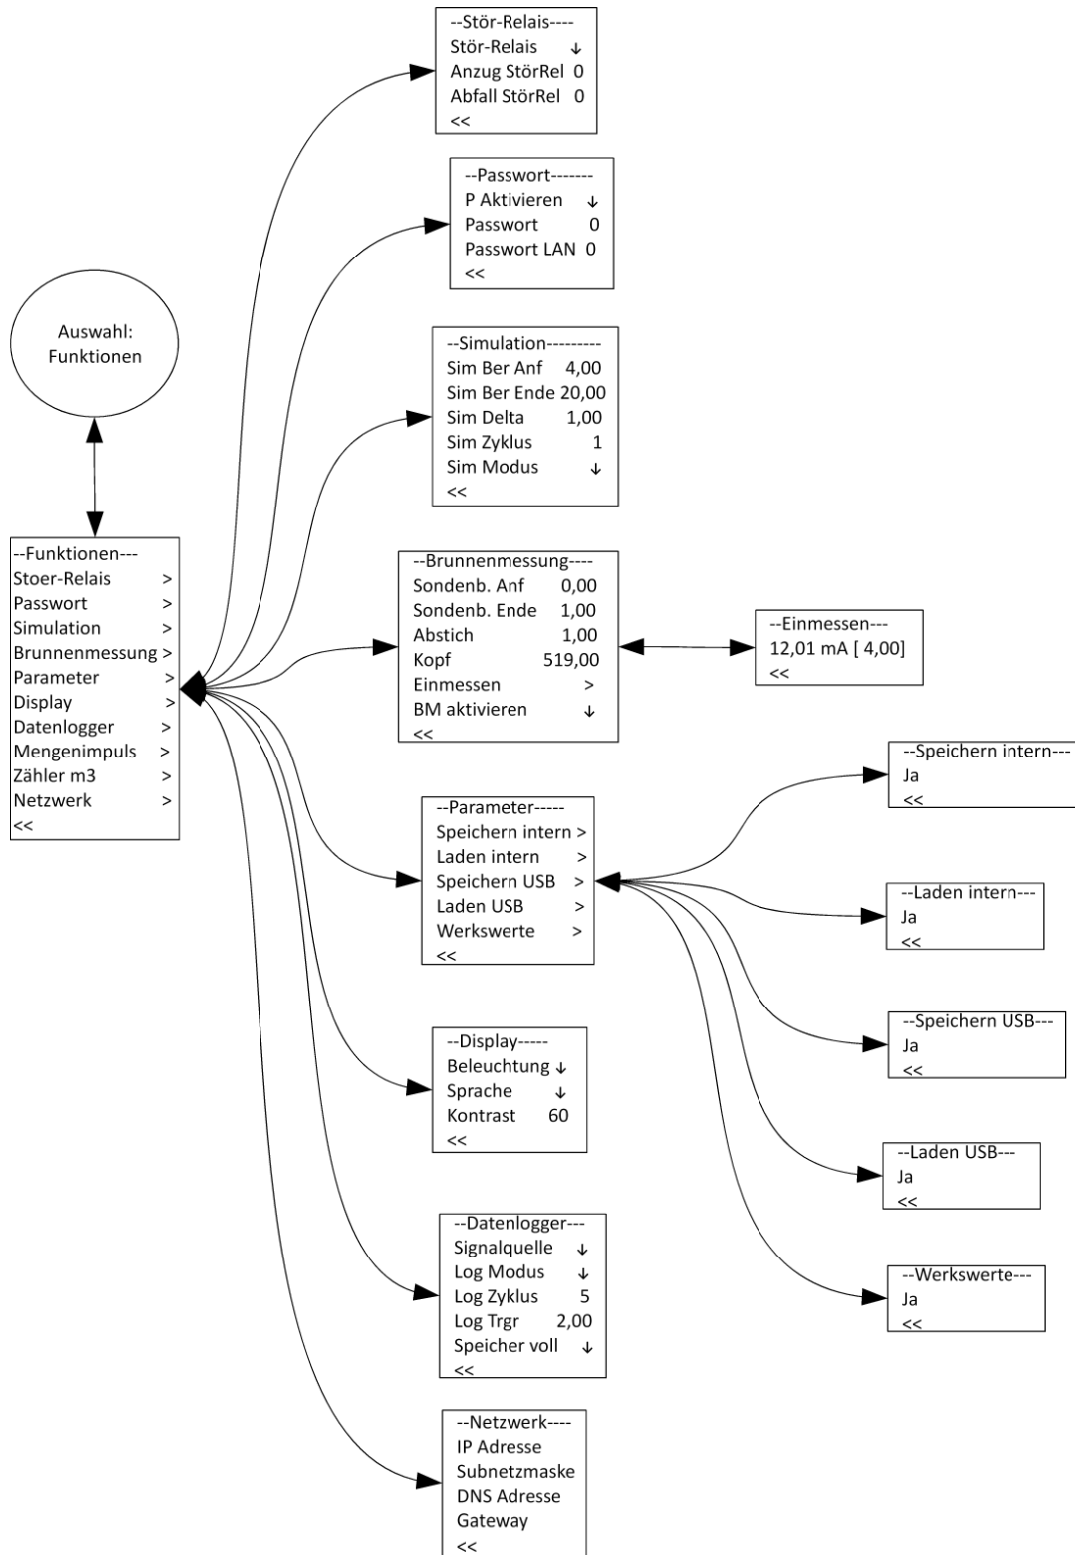 --Stör-Relais----
Stör-Relais ↓
Anzug StörRel 0
Abfall StörRel 0
<<
--Passwort-------
P Aktivieren ↓
Passwort 0
Passwort LAN 0
<<
Auswahl:
Funktionen
--Simulation---------
Sim Ber Anf 4,00
Sim Ber Ende 20,00
Sim Delta 1,00
Sim Zyklus 1
Sim Modus ↓
<<
--Funktionen---
Stoer-Relais >
Passwort >
Simulation >
Brunnenmessung >
Parameter >
Display >
Datenlogger >
Mengenimpuls >
Zähler m3 >
Netzwerk >
<<
--Brunnenmessung----
Sondenb. Anf 0,00
Sondenb. Ende 1,00
Abstich 1,00
Kopf 519,00
Einmessen >
BM aktivieren ↓
<<
--Einmessen---
12,01 mA [ 4,00]
<<
--Parameter-----
Speichern intern >
Laden intern >
Speichern USB >
Laden USB >
Werkswerte >
<<
--Speichern intern---
Ja
<<
--Laden intern---
Ja
<<
--Speichern USB---
Ja
<<
--Laden USB---
Ja
<<
--Werkswerte---
Ja
<<
--Display-----
Beleuchtung ↓
Sprache ↓
Kontrast 60
<<
--Datenlogger---
Signalquelle ↓
Log Modus ↓
Log Zyklus 5
Log Trgr 2,00
Speicher voll ↓
<<
--Netzwerk----
IP Adresse
Subnetzmaske
DNS Adresse
Gateway
<<